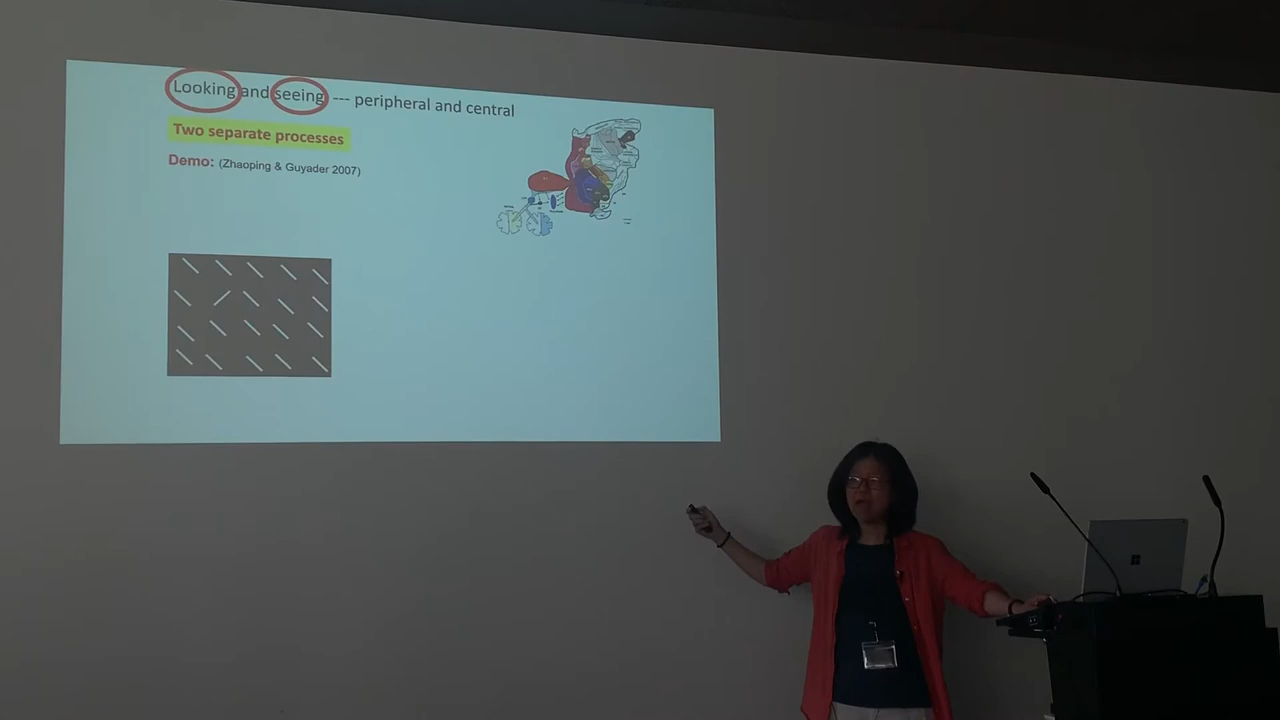 Looking and seeing --- peripheral and central
Two separate processes
Demo: (Zhaoping & Guyader 2007)